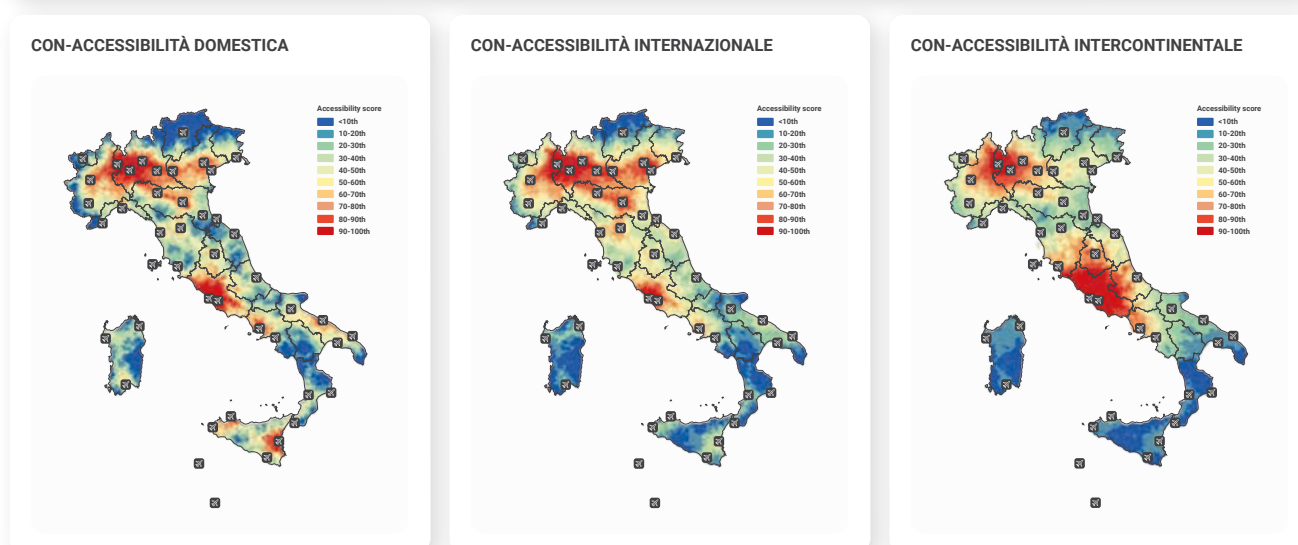 CON-ACCESSIBILITÀ DOMESTICA
Accessibility score
<10th
10-20th
20-30th
30-40th
40-50th
50-60th
60-70th
70-80th
80-90th
90-100th
CON-ACCESSIBILITÀ INTERNAZIONALE
Accessibility score
<10th
10-20th
20-30th
30-40th
40-50th
50-60th
60-70th
70-80th
80-90th
90-100th
CON-ACCESSIBILITÀ INTERCONTINENTALE
Accessibility score
<10th
10-20th
20-30th
30-40th
40-50th
50-60th
60-70th
70-80th
80-90th
90-100th